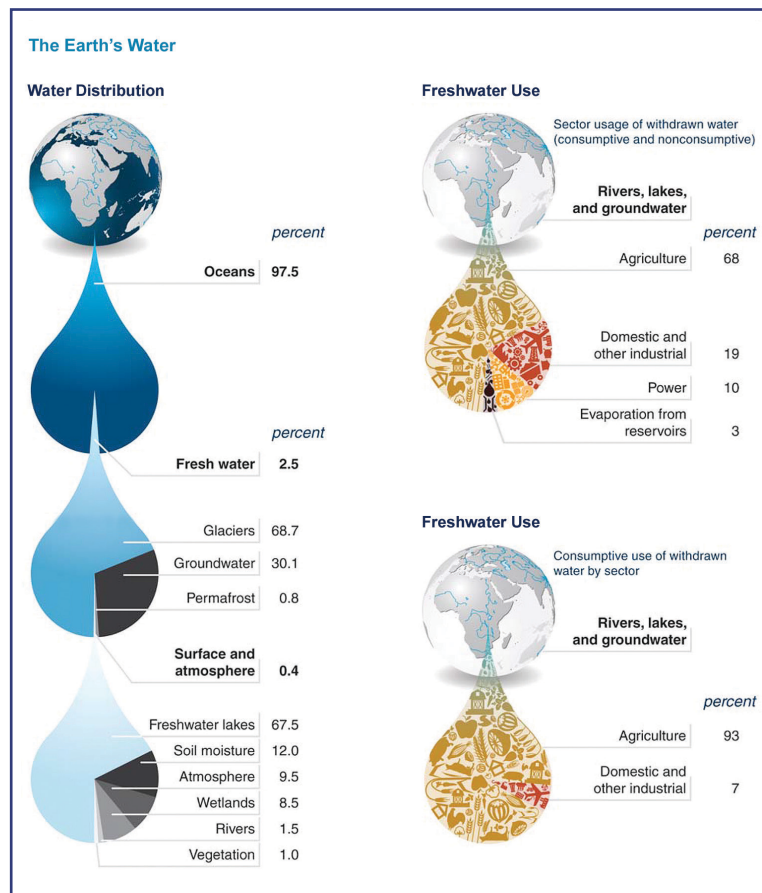 The Earth's Water
Water Distribution
percent
Oceans 97.5
percent
Fresh water 2.5
Glaciers 68.7
Groundwater 30.1
Permafrost 0.8
Surface and
atmosphere 0.4
Freshwater lakes 67.5
Soil moisture 12.0
Atmosphere 9.5
Wetlands 8.5
Rivers 1.5
Vegetation 1.0
Freshwater Use
Sector usage of withdrawn water
(consumptive and nonconsumptive)
Rivers, lakes,
and groundwater
percent
Agriculture 68
Domestic and
other industrial 19
Power 10
Evaporation from
reservoirs 3
Freshwater Use
Consumptive use of withdrawn
water by sector
Rivers, lakes,
and groundwater
percent
Agriculture 93
Domestic and
other industrial 7